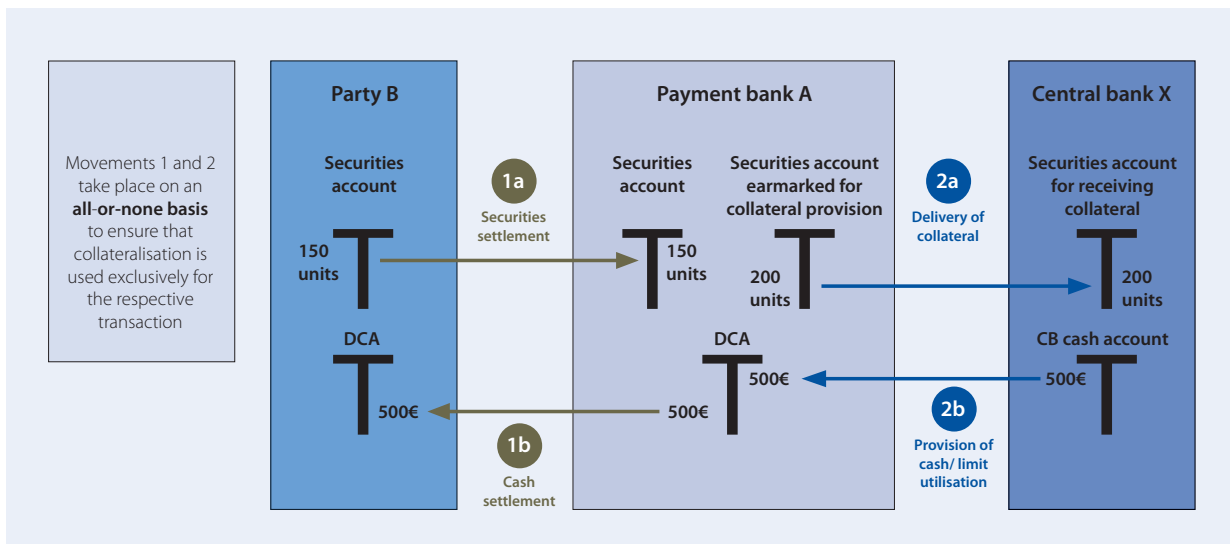 Movements 1 and 2
take place on an
all-or-none basis
to ensure that
collateralisation is
used exclusively for
the respective
transaction
Party B
Securities
account
150
units
DCA
500€
1a
Securities
settlement
1b
Cash
settlement
Payment bank A
Securities
account
150
units
Securities account
earmarked for
collateral provision
200
units
DCA
500€
500€
2a
Delivery of
collateral
2b
Provision of
cash/ limit
utilisation
Central bank X
Securities account
for receiving
collateral
200
units
CB cash account
500€